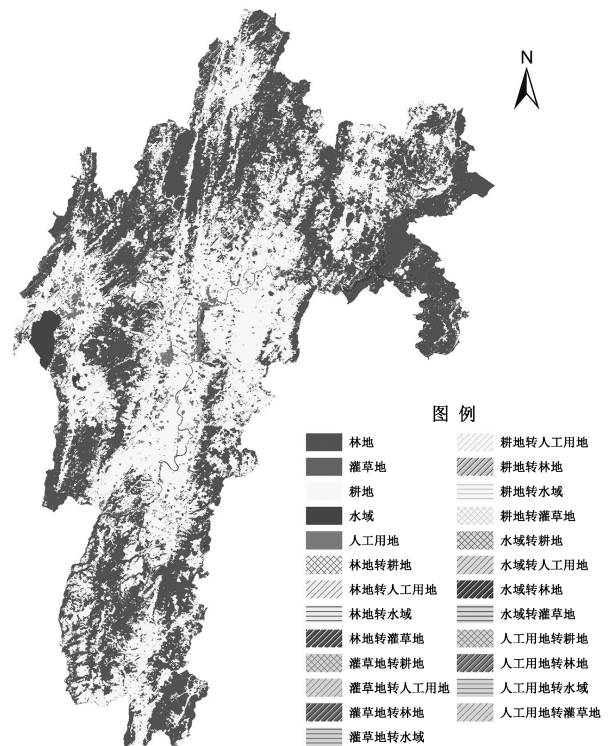 N
图 例
林地
灌草地
耕地
水域
人工用地
林地转耕地
林地转人工用地
林地转水域
林地转灌草地
灌草地转耕地
灌草地转人工用地
灌草地转林地
灌草地转水域
耕地转人工用地
耕地转林地
耕地转水域
耕地转灌草地
水域转耕地
水域转人工用地
水域转林地
水域转灌草地
人工用地转耕地
人工用地转林地
人工用地转水域
人工用地转灌草地